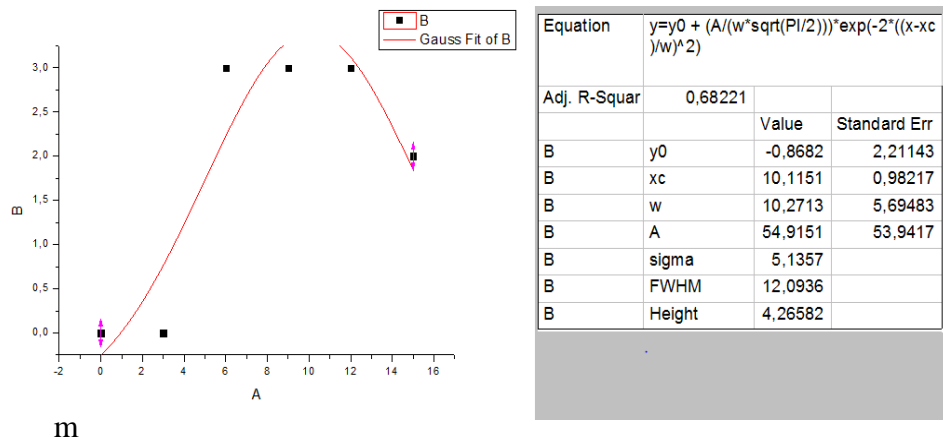 B
Gauss Fit of B
3,0
2,5
2,0
1,5
1,0
0,5
0,0
B
-2 0 2 4 6 8 10 12 14 16
A
m
Equation y=y0 + (A/(w*sqrt(PI/2)))*exp(-2*((x-xc
)/w)^2)
Adj. R-Squar 0,68221
Value Standard Err
B y0 -0,8682 2,21143
B xc 10,1151 0,98217
B w 10,2713 5,69483
B A 54,9151 53,9417
B sigma 5,1357
B FWHM 12,0936
B Height 4,26582